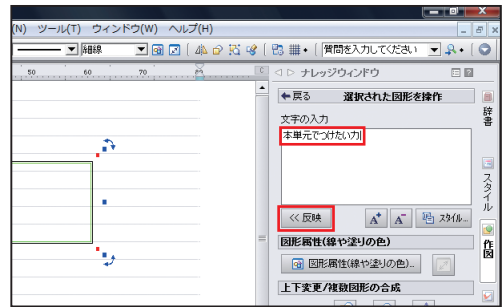 (N) ツール(T) ウィンドウ(W) ヘルプ(H)
細線
質問を入力してください
50 60 70
ナレッジウィンドウ
戻る 選択された図形を操作
文字の入力
本単元でつけたい力
<< 反映 A+ A- スタイル...
図形属性(線や塗りの色)
図形属性(線や塗りの色)...
上下変更/複数図形の合成
辞書
スタイル
作図